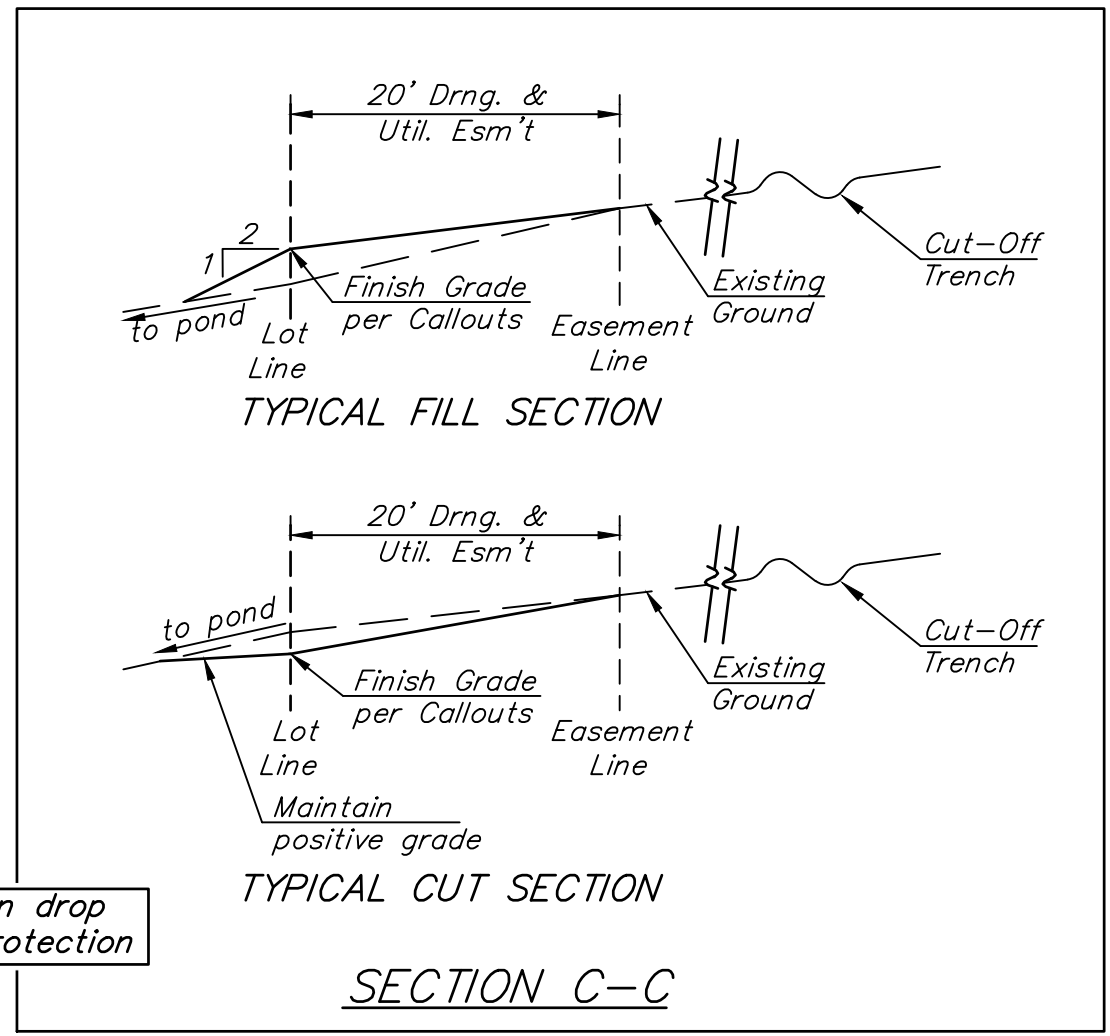 20' Drng. &
Util. Esm't
2
1
Cut-Off
Trench
Existing
Ground
Finish Grade
per Callouts
to pond
Lot
Line
Easement
Line
TYPICAL FILL SECTION
20' Drng. &
Util. Esm't
to pond
Cut-Off
Trench
Existing
Ground
Finish Grade
per Callouts
Lot
Line
Easement
Line
Maintain
positive grade
TYPICAL CUT SECTION
drop
SECTION C-C